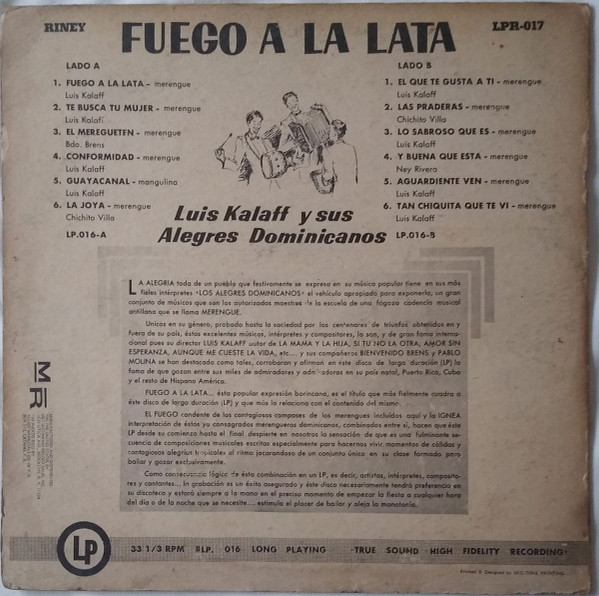 RINEY
FUEGO A LA LATA
LPR-017
LADO A
1. FUEGO A LA LATA - merengue
Luis Kalaff
2. TE BUSCA TU MUJER - merengue
Luis Kalaff
3. EL MEREGUETEN - merengue
Bdo. Brens
4. CONFORMIDAD - merengue
Luis Kalaff
5. GUAYACANAL - mangulina
Luis Kalaff
6. LA JOYA - merengue
Chichito Villa
LP.016-A
LADO B
1. EL QUE TE GUSTA A TI - merengue
Luis Kalaff
2. LAS PRADERAS - merengue
Chichito Villa
3. LO SABROSO QUE ES - merengue
Luis Kalaff
4. Y BUENA QUE ESTA - merengue
Ney Rivera
5. AGUARDIENTE VEN - merengue
Luis Kalaff
6. TAN CHIQUITA QUE TE VI - merengue
Luis Kalaff
LP.016-B
Luis Kalaff y sus
Alegres Dominicanos
LA ALEGRIA toda de un pueblo que festivamente se expresa en su música popular tiene en sus más
fieles intérpretes «LOS ALEGRES DOMINICANOS» el vehículo apropiado para exponerla, un gran
conjunto de músicos que son los autorizados maestros de la escuela de una fogoza cadencia musical
antillana que se llama MERENGUE.
Unicos en su género, probado hasta la saciedad por los centenares de triunfos obtenidos en y
fuera de su país, éstos excelentes músicos, intérpretes y compositores, la son, y de gran fama inter-
nacional pues su director LUIS KALAFF autor de LA MAMA Y LA HIJA, SI TU NO LA OTRA, AMOR SIN
ESPERANZA, AUNQUE ME CUESTE LA VIDA, etc... y sus compañeros BIENVENIDO BRENS y PABLO
MOLINA se han destacado como tales, corroboran y afirman en éste disco de larga duración (LP) la
fama de que gozan entre sus miles de admiradores y admiradoras en su país natal, Puerto Rica, Cuba
y el resto de Hispano América.
FUEGO A LA LATA... ésta popular expresión borincana, es el título que más fielmente cuadra a
éste disco de larga duración (LP) y que más la relaciona con el contenido del mismo.
EL FUEGO candente de los contagiosos compases de los merengues incluídos aquí y la IGNEA
interpretación de éstos ya consagrados merengueros dominicanos, combinados entre sí, hacen que éste
LP desde su comienzo hasta el final despierte en nosotros la sensación de que es una fulminante se-
cuencia de composiciones musicales escritas especialmente para hacernos vivir momentos de cálidas y
contagiosas alegrías tropicales al ritmo jacarandoso de un conjunto único en su clase formado para
bailar y gozar exclusivamente.
Como consecuencia lógica de ésta combinación en un LP, es decir, artistas, intérpretes, composito-
res y cantantes... la grabación es un éxito asegurado y éste disco necesariamente tendrá preferencia en
su discoteca y estará siempre a la mano en el preciso momento de empezar la fiesta a cualquier hora
del día o de la noche que se necesite... estimula el placer de bailar y aleja la monotonía.
MR
LP
33 1/3 RPM LP. 016 LONG PLAYING TRUE SOUND HIGH FIDELITY RECORDING
Printed & Designed by